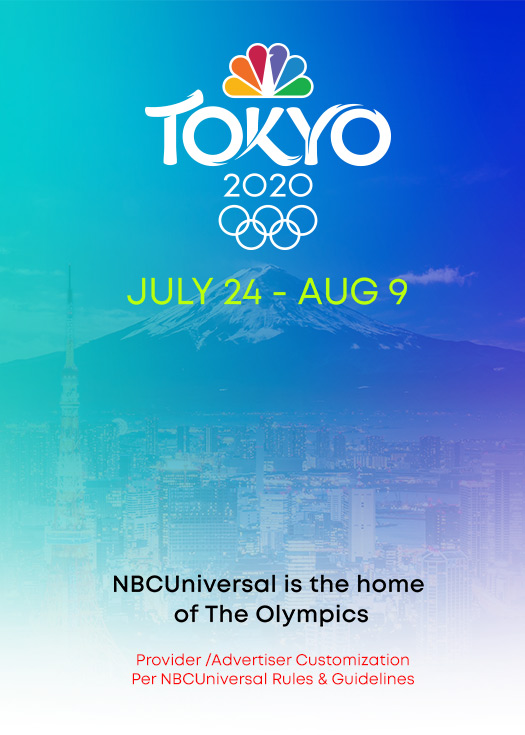 TOKYO
2020
JULY 24 - AUG 9
NBCUniversal is the home
of The Olympics
Provider /Advertiser Customization
Per NBCUniversal Rules & Guidelines